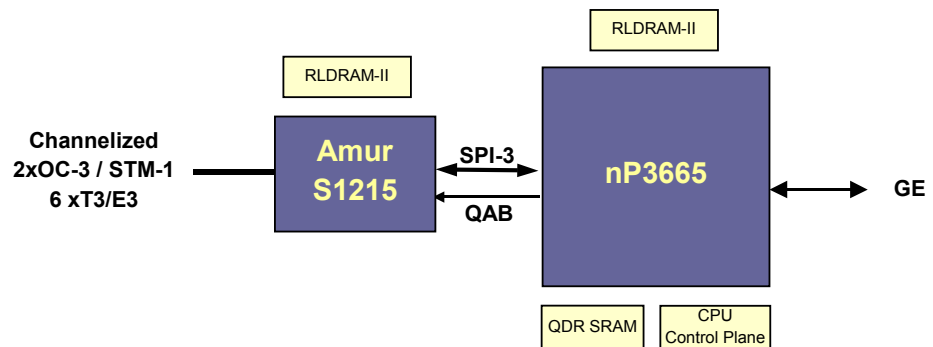 RLDRAM-II
RLDRAM-II
Channelized
2xOC-3 / STM-1
6 xT3/E3
Amur
S1215
SPI-3
QAB
nP3665
GE
QDR SRAM
CPU
Control Plane